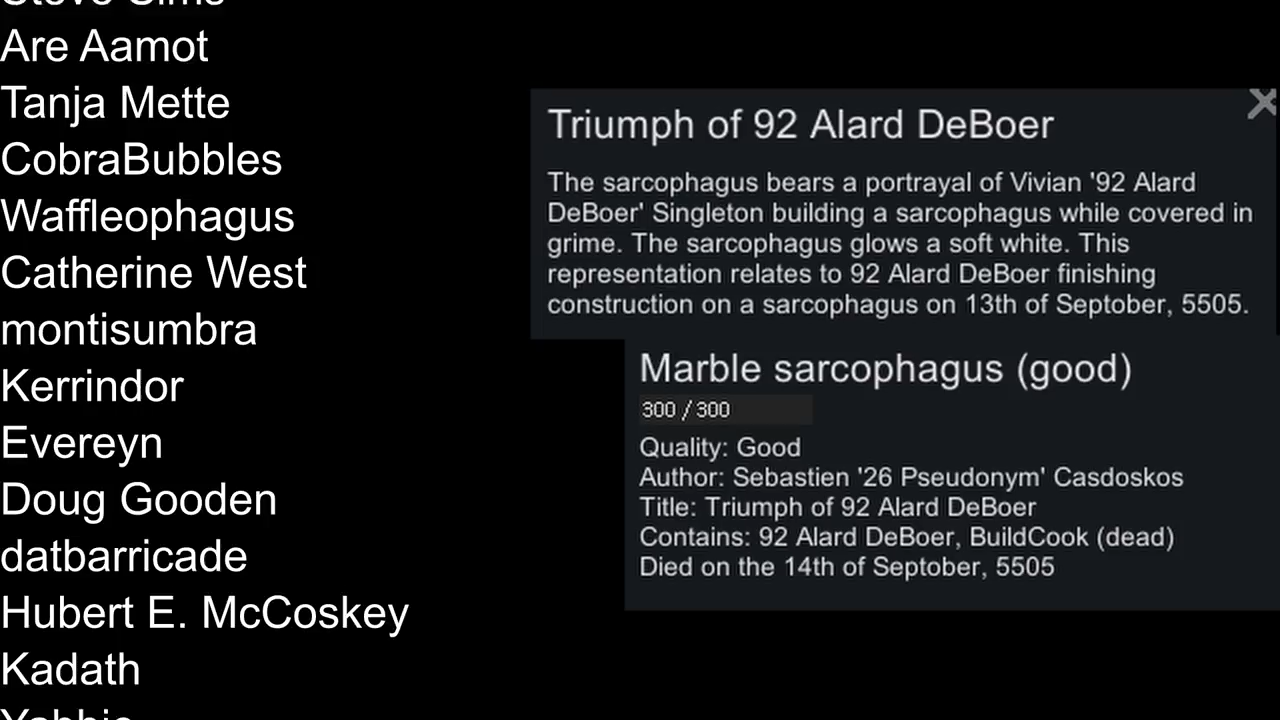 Steve Sims
Are Aamot
Tanja Mette
CobraBubbles
Waffleophagus
Catherine West
montisumbra
Kerrindor
Evereyn
Doug Gooden
datbarricade
Hubert E. McCoskey
Kadath
Triumph of 92 Alard DeBoer
The sarcophagus bears a portrayal of Vivian '92 Alard
DeBoer' Singleton building a sarcophagus while covered in
grime. The sarcophagus glows a soft white. This
representation relates to 92 Alard DeBoer finishing
construction on a sarcophagus on 13th of Septober, 5505.
Marble sarcophagus (good)
300 / 300
Quality: Good
Author: Sebastien '26 Pseudonym' Casdoskos
Title: Triumph of 92 Alard DeBoer
Contains: 92 Alard DeBoer, BuildCook (dead)
Died on the 14th of Septober, 5505